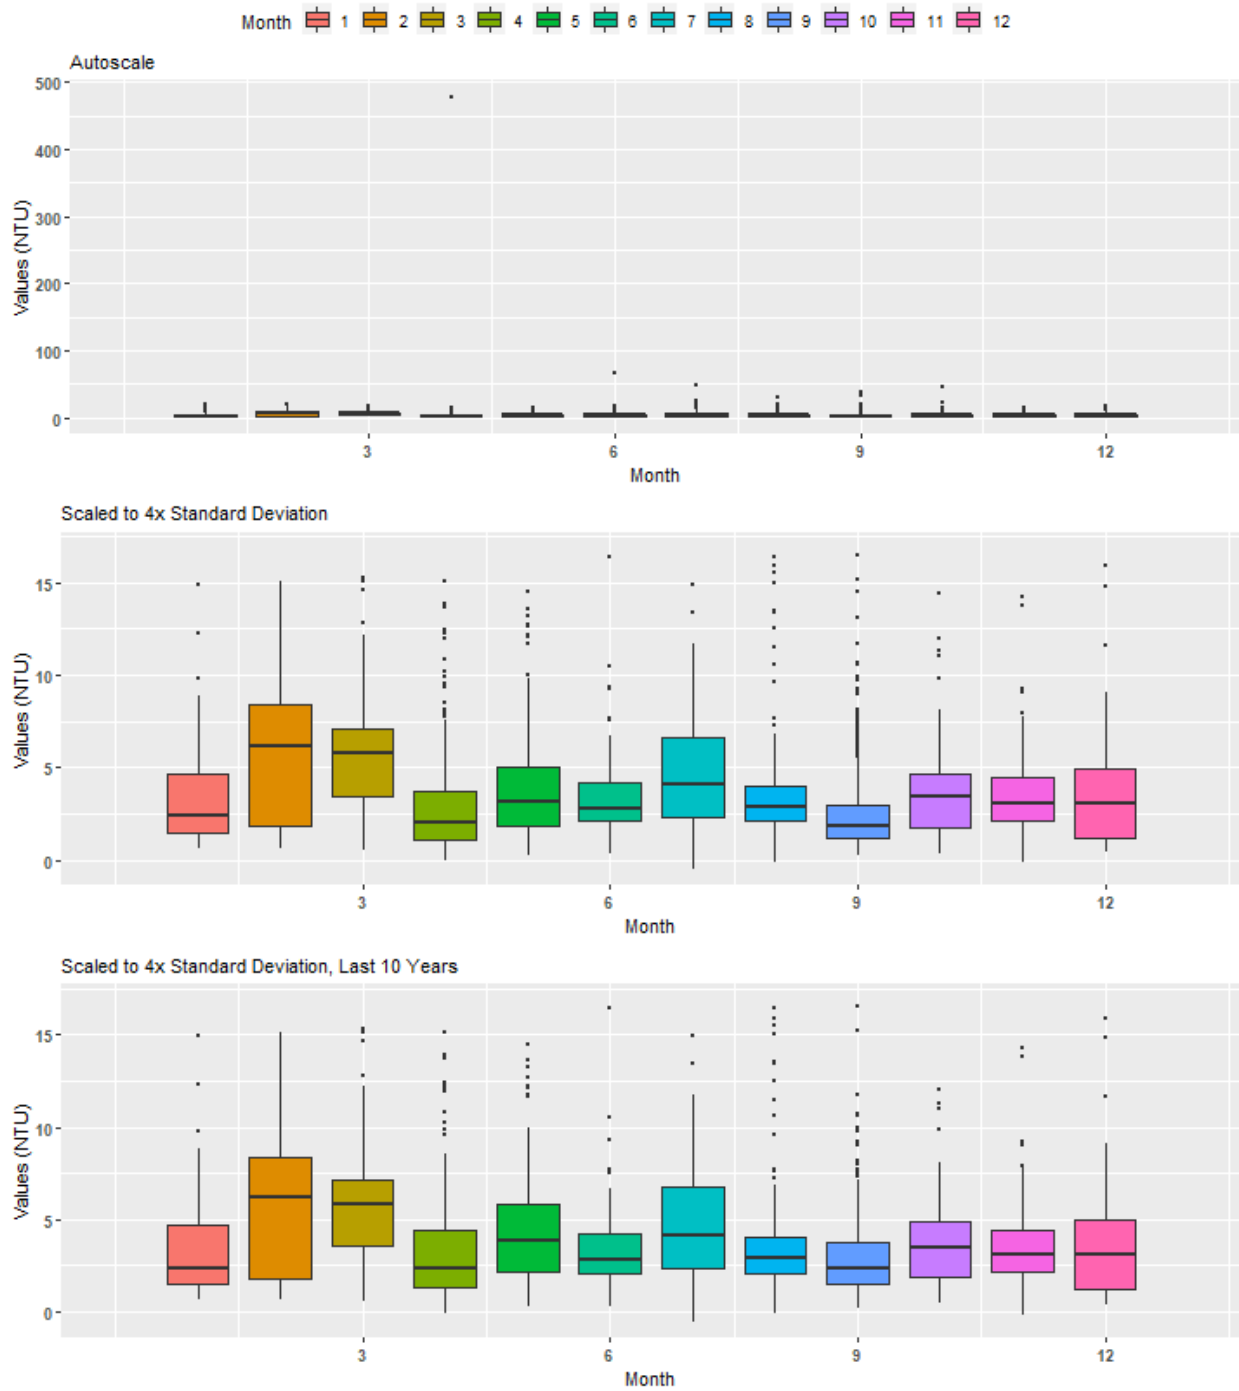 Month 1 2 3 4 5 6 7 8 9 10 11 12
Autoscale
Values (NTU)
500
400
300
200
100
0
3 6 9 12
Month
Scaled to 4x Standard Deviation
Values (NTU)
15
10
5
0
3 6 9 12
Month
Scaled to 4x Standard Deviation, Last 10 Years
Values (NTU)
15
10
5
0
3 6 9 12
Month